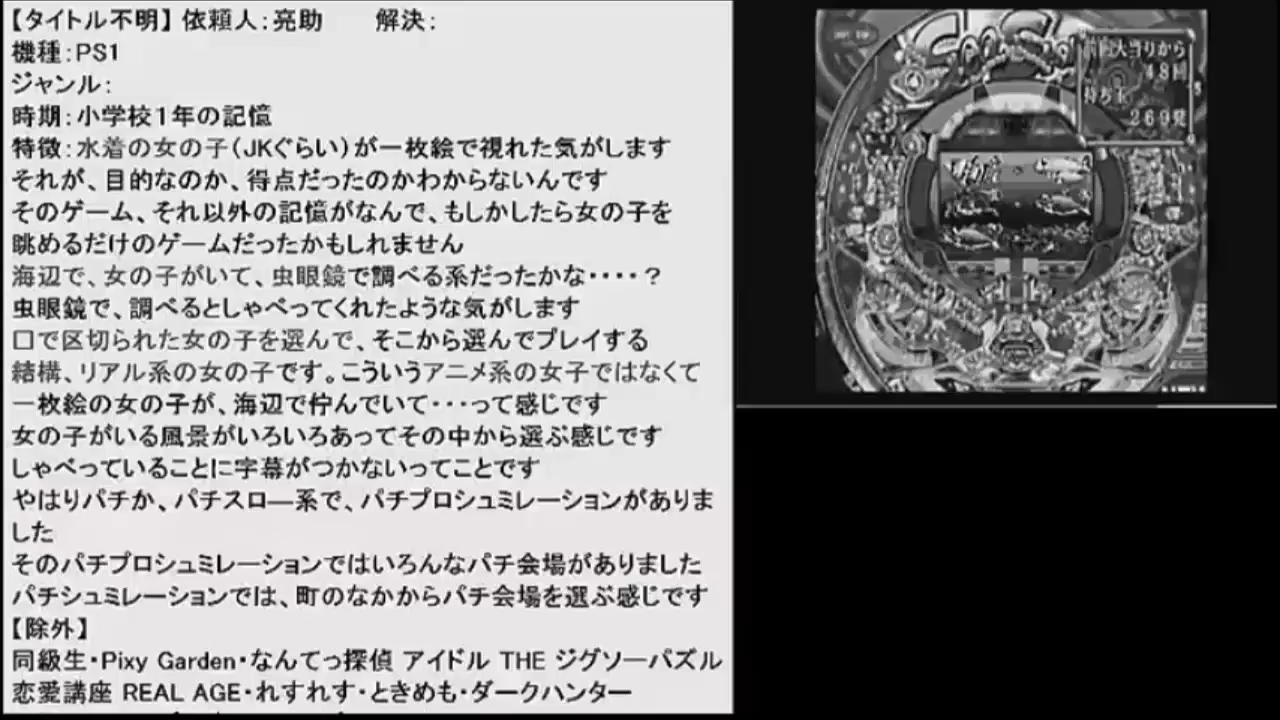 【タイトル不明】 依頼人：亮助　　解決：
機種：PS1
ジャンル：
時期：小学校1年の記憶
特徴：水着の女の子（JKぐらい）が一枚絵で視れた気がします
それが、目的なのか、得点だったのかわからないんです
そのゲーム、それ以外の記憶がなんで、もしかしたら女の子を
眺めるだけのゲームだったかもしれません
海辺で、女の子がいて、虫眼鏡で調べる系だったかな・・・・？
虫眼鏡で、調べるとしゃべってくれたような気がします
口で区切られた女の子を選んで、そこから選んでプレイする
結構、リアル系の女の子です。こういうアニメ系の女子ではなくて
一枚絵の女の子が、海辺で佇んでいて・・・って感じです
女の子がいる風景がいろいろあってその中から選ぶ感じです
しゃべっていることに字幕がつかないってことです
やはりパチか、パチスロ―系で、パチプロシュミレーションがありま
した
そのパチプロシュミレーションではいろんなパチ会場がありました
パチシュミレーションでは、町のなかからパチ会場を選ぶ感じです
【除外】
同級生・Pixy Garden・なんてっ探偵 アイドル THE ジグソーパズル
恋愛講座 REAL AGE・れすれす・ときめも・ダークハンター
前回大当りから
48回
持ち玉
269発